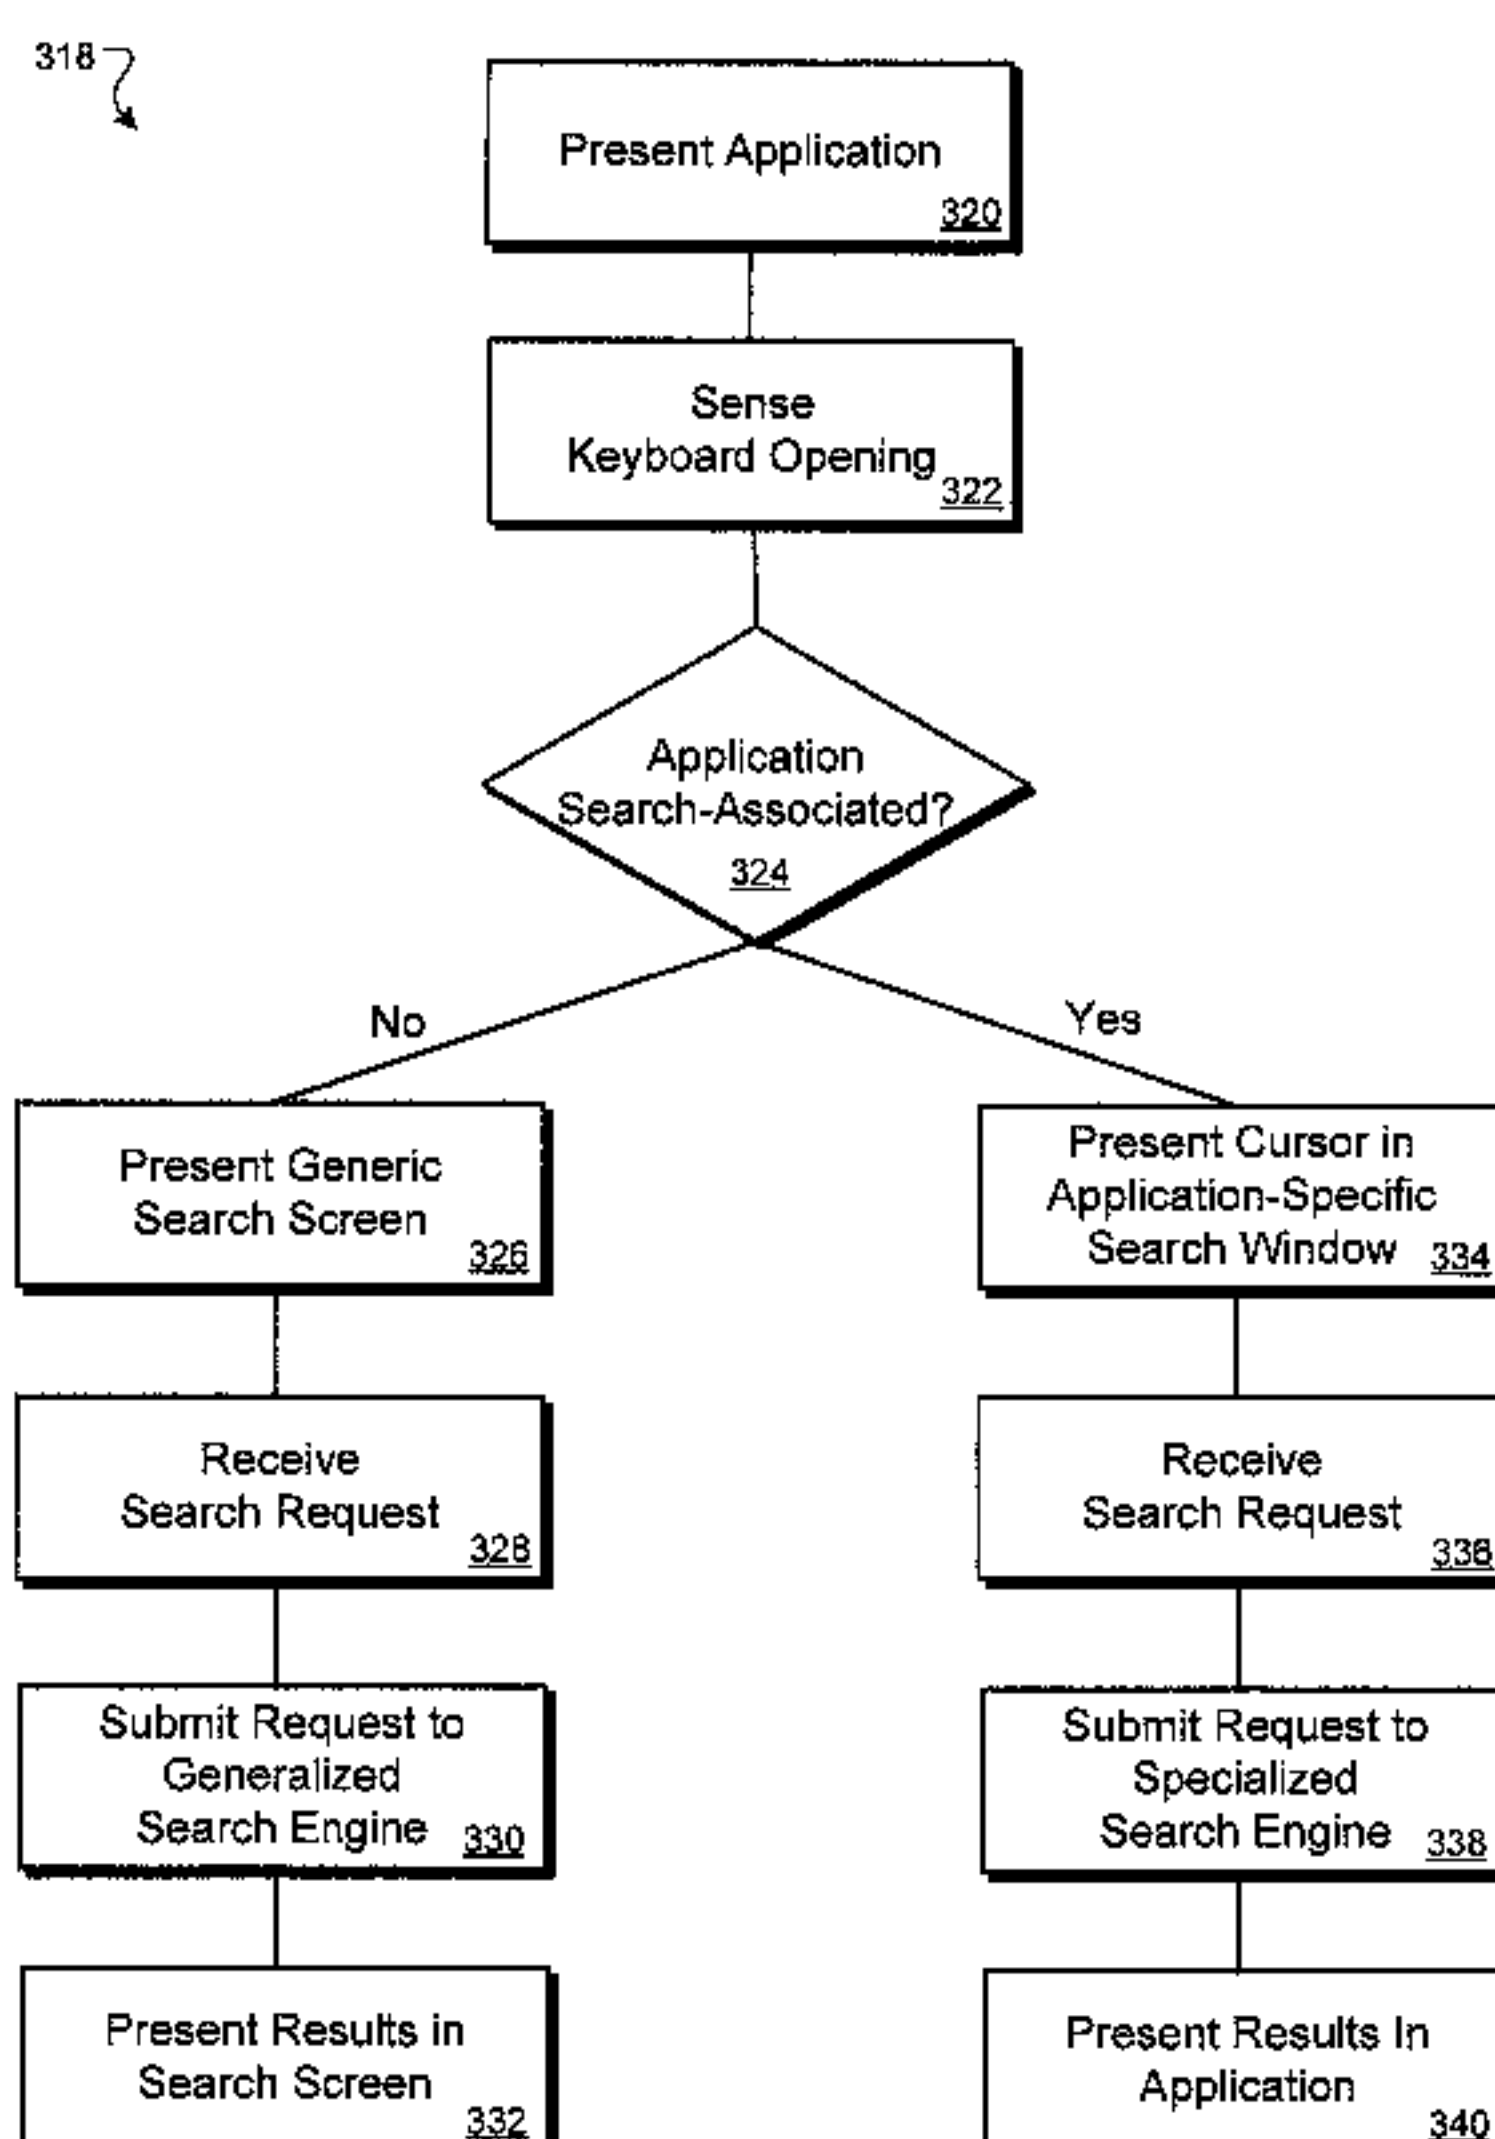 318
Present Application
320
Sense
Keyboard Opening
322
Application
Search-Associated?
324
No
Yes
Present Generic
Search Screen
326
Present Cursor in
Application-Specific
Search Window
334
Receive
Search Request
328
Receive
Search Request
336
Submit Request to
Generalized
Search Engine
330
Submit Request to
Specialized
Search Engine
338
Present Results in
Search Screen
332
Present Results In
Application
340